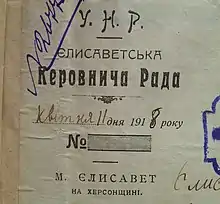 У. Н. Р.
ЄЛИСАВЕТСЬКА
Керовнича Рада
Квітня 11 дня 1918 року
№
М. ЄЛИСАВЕТ
НА ХЕРСОНЩИНІ.